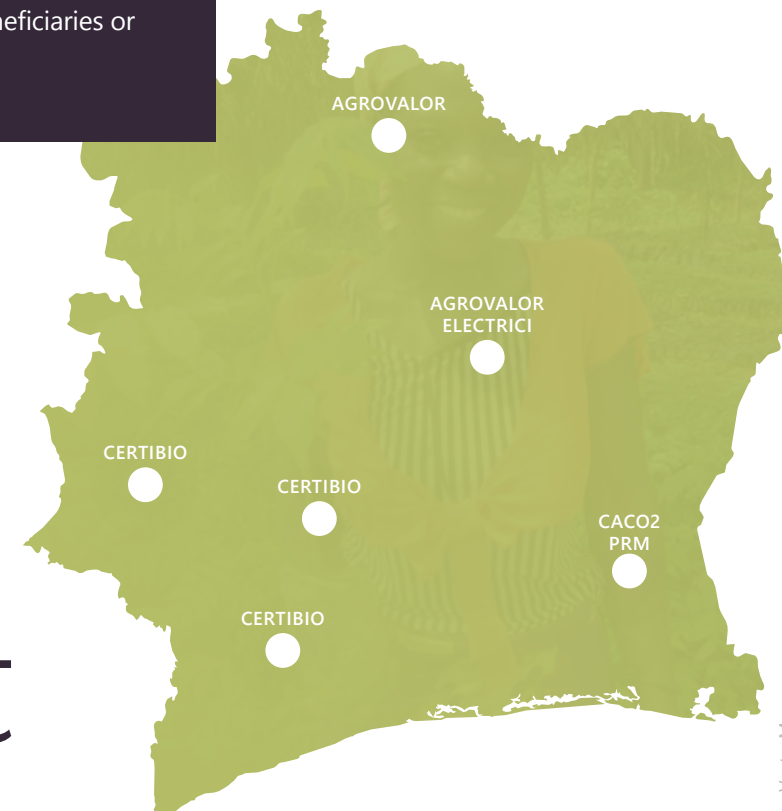 neficiaries or
AGROVALOR
AGROVALOR
ELECTRICI
CERTIBIO
CERTIBIO
CACO2
PRM
CERTIBIO